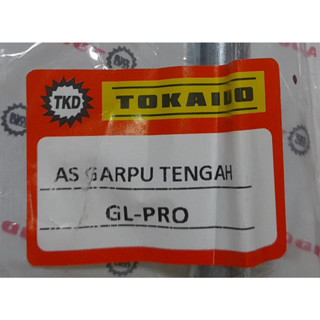 TKD
TOKAIDO
AS GARPU TENGAH
GL-PRO